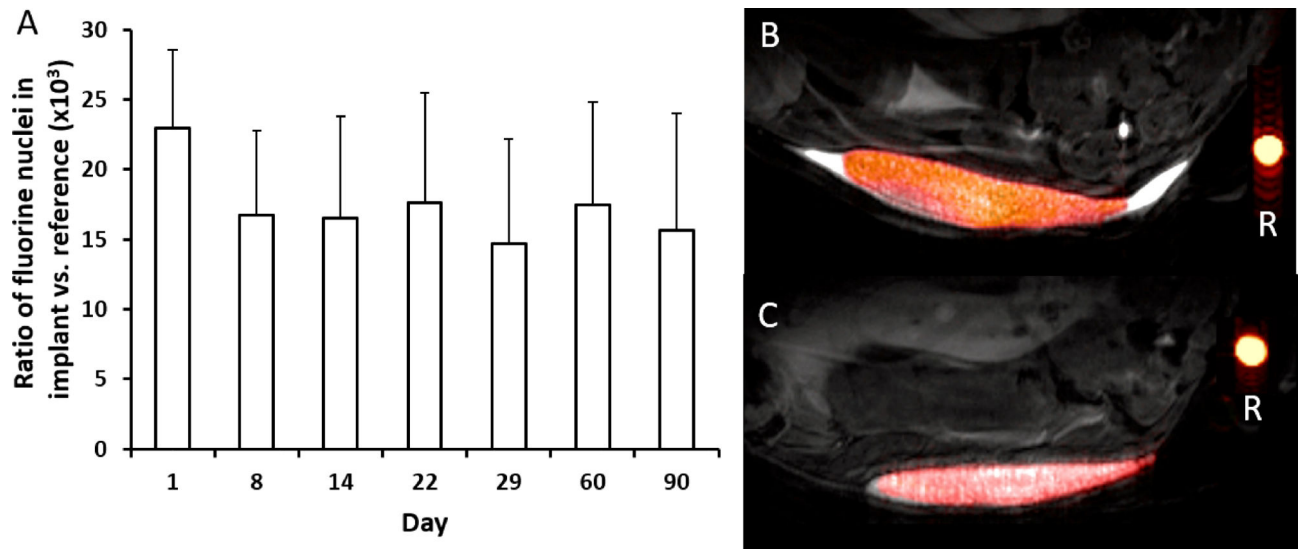 A
Ratio of fluorine nuclei in
implant vs. reference (x10³)
30
25
20
15
10
5
0
1 8 14 22 29 60 90
Day
B
R
C
R